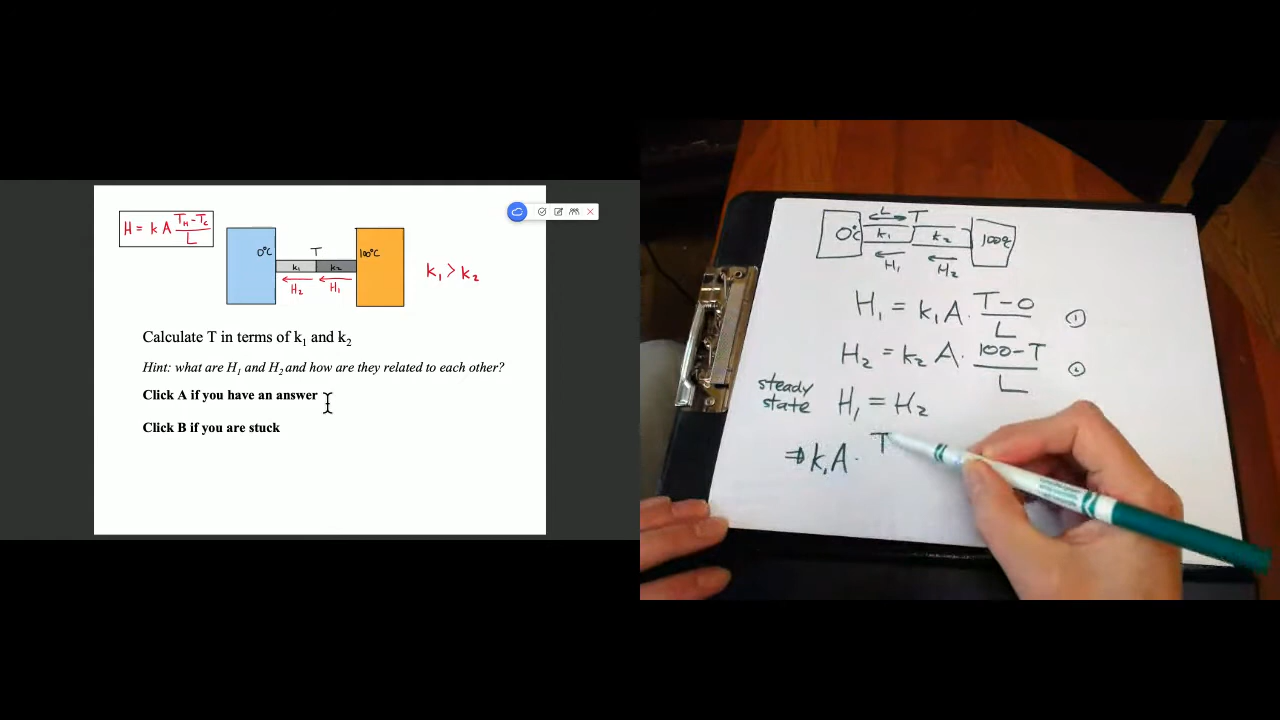 H = k A (T_H - T_C)/L
0°C
T
100°C
k₁
k₂
H₂
H₁
k₁ > k₂
Calculate T in terms of k₁ and k₂
Hint: what are H₁ and H₂ and how are they related to each other?
Click A if you have an answer
Click B if you are stuck
L
T
0°C
k₁
k₂
100°C
H₁
H₂
H₁ = k₁A · (T-0)/L ①
H₂ = k₂ A · (100-T)/L ②
steady
state H₁ = H₂
⇒ k₁A · T